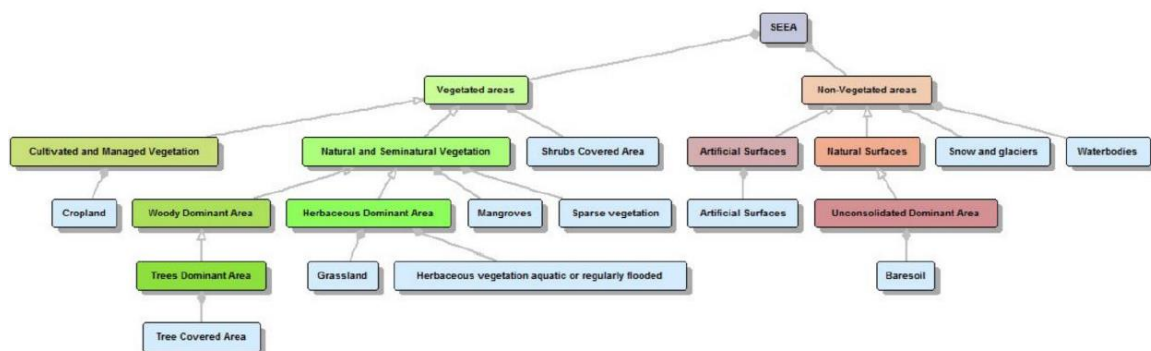 SEEA
Vegetated areas
Non-Vegetated areas
Cultivated and Managed Vegetation
Natural and Seminatural Vegetation
Shrubs Covered Area
Artificial Surfaces
Natural Surfaces
Snow and glaciers
Waterbodies
Cropland
Woody Dominant Area
Herbaceous Dominant Area
Mangroves
Sparse vegetation
Artificial Surfaces
Unconsolidated Dominant Area
Trees Dominant Area
Grassland
Herbaceous vegetation aquatic or regularly flooded
Baresoil
Tree Covered Area